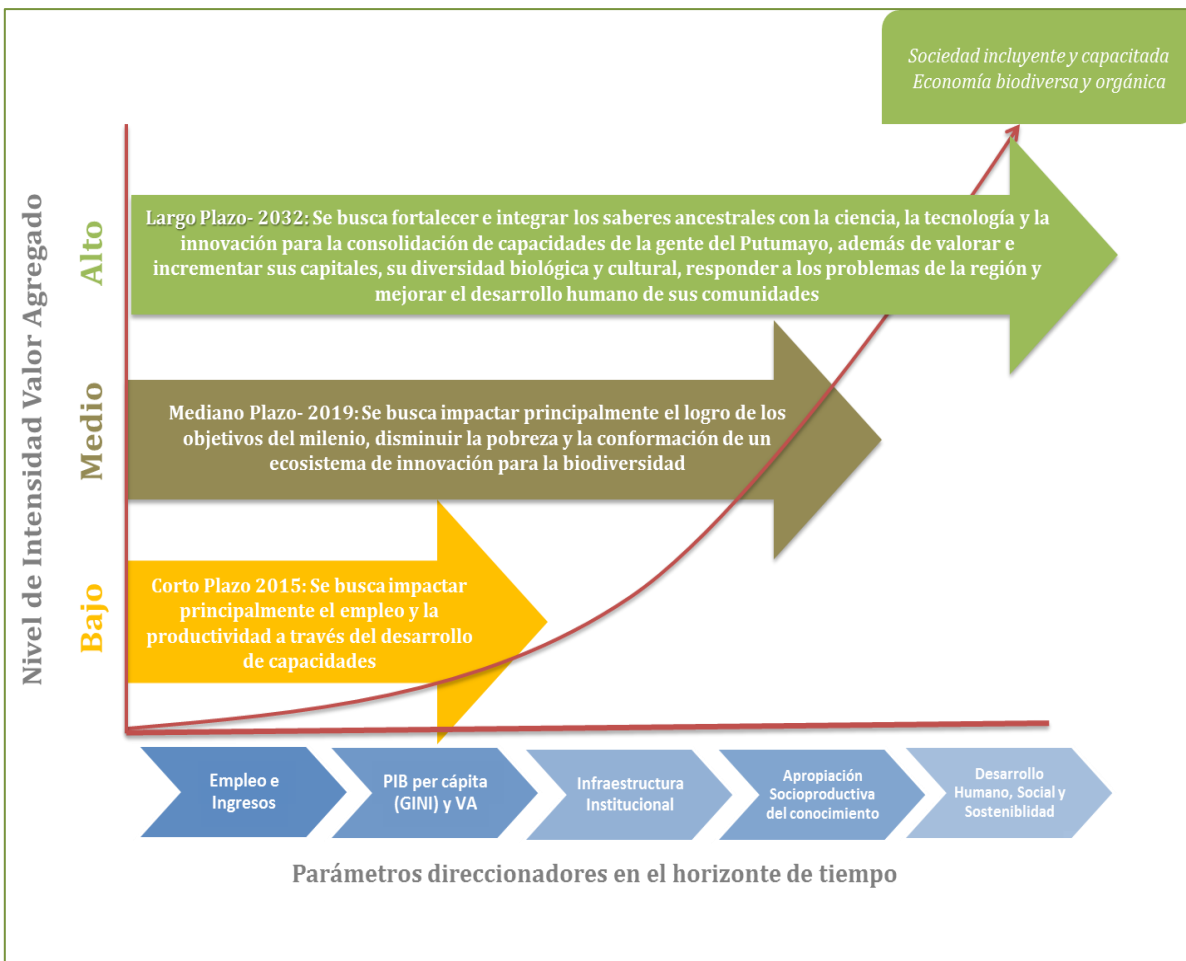 Sociedad incluyente y capacitada
Economía biodiversa y orgánica
Nivel de Intensidad Valor Agregado
Alto
Largo Plazo- 2032: Se busca fortalecer e integrar los saberes ancestrales con la ciencia, la tecnología y la
innovación para la consolidación de capacidades de la gente del Putumayo, además de valorar e
incrementar sus capitales, su diversidad biológica y cultural, responder a los problemas de la región y
mejorar el desarrollo humano de sus comunidades
Medio
Mediano Plazo- 2019: Se busca impactar principalmente el logro de los
objetivos del milenio, disminuir la pobreza y la conformación de un
ecosistema de innovación para la biodiversidad
Bajo
Corto Plazo 2015: Se busca impactar
principalmente el empleo y la
productividad a través del desarrollo
de capacidades
Empleo e
Ingresos
PIB per cápita
(GINI) y VA
Infraestructura
Institucional
Apropiación
Socioproductiva
del conocimiento
Desarrollo
Humano, Social y
Sosteniblidad
Parámetros direccionadores en el horizonte de tiempo